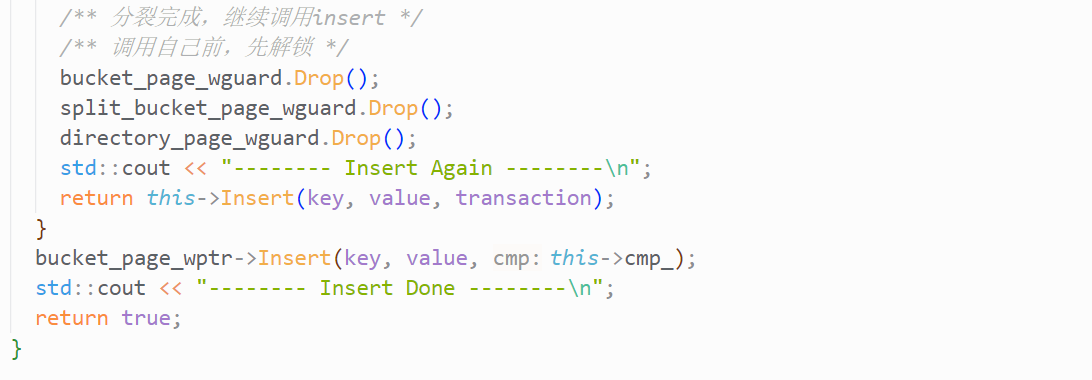 /** 分裂完成，继续调用insert */
/** 调用自己前，先解锁 */
bucket_page_wguard.Drop();
split_bucket_page_wguard.Drop();
directory_page_wguard.Drop();
std::cout << "-------- Insert Again --------\n";
return this->Insert(key, value, transaction);
}
bucket_page_wptr->Insert(key, value, cmp: this->cmp_);
std::cout << "-------- Insert Done --------\n";
return true;
}